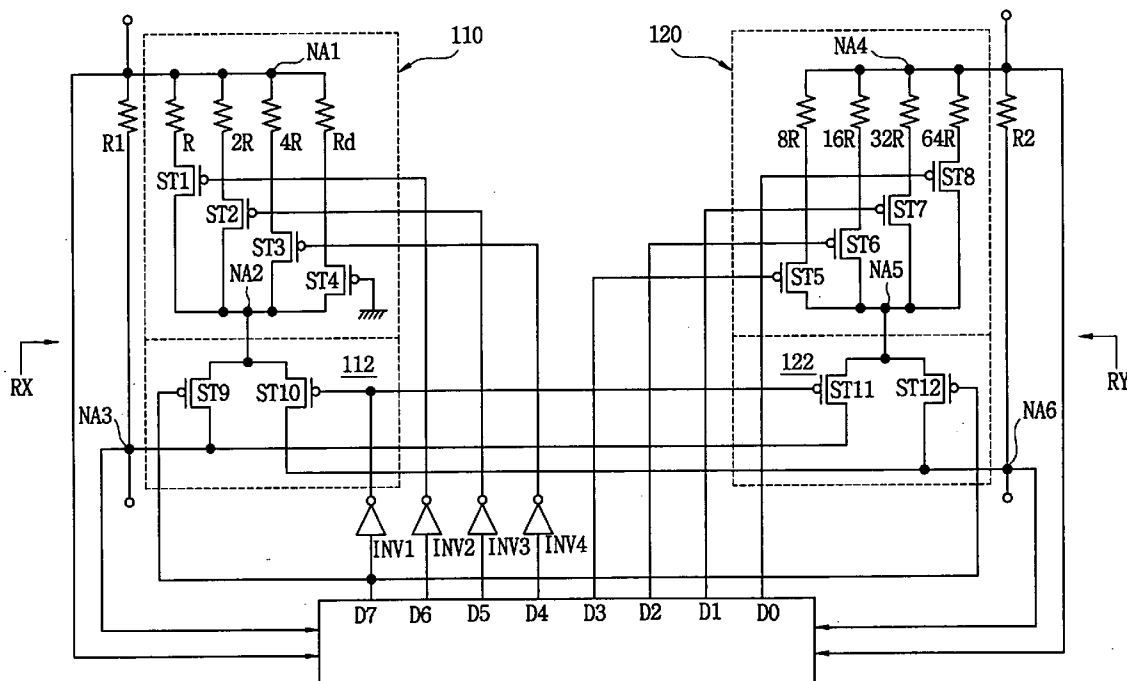 110
120
NA1
NA4
R1
R
2R
4R
Rd
8R
16R
32R
64R
R2
ST1
ST8
ST2
ST7
ST3
ST6
NA2
ST4
ST5
NA5
RX
112
122
RY
ST9
ST10
ST11
ST12
NA3
NA6
INV1
INV2
INV3
INV4
D7
D6
D5
D4
D3
D2
D1
D0